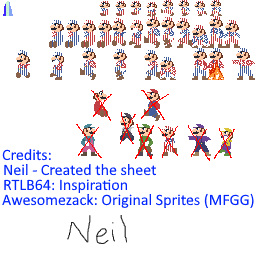 Credits:
Neil - Created the sheet
RTLB64: Inspiration
Awesomezack: Original Sprites (MFGG)
Neil